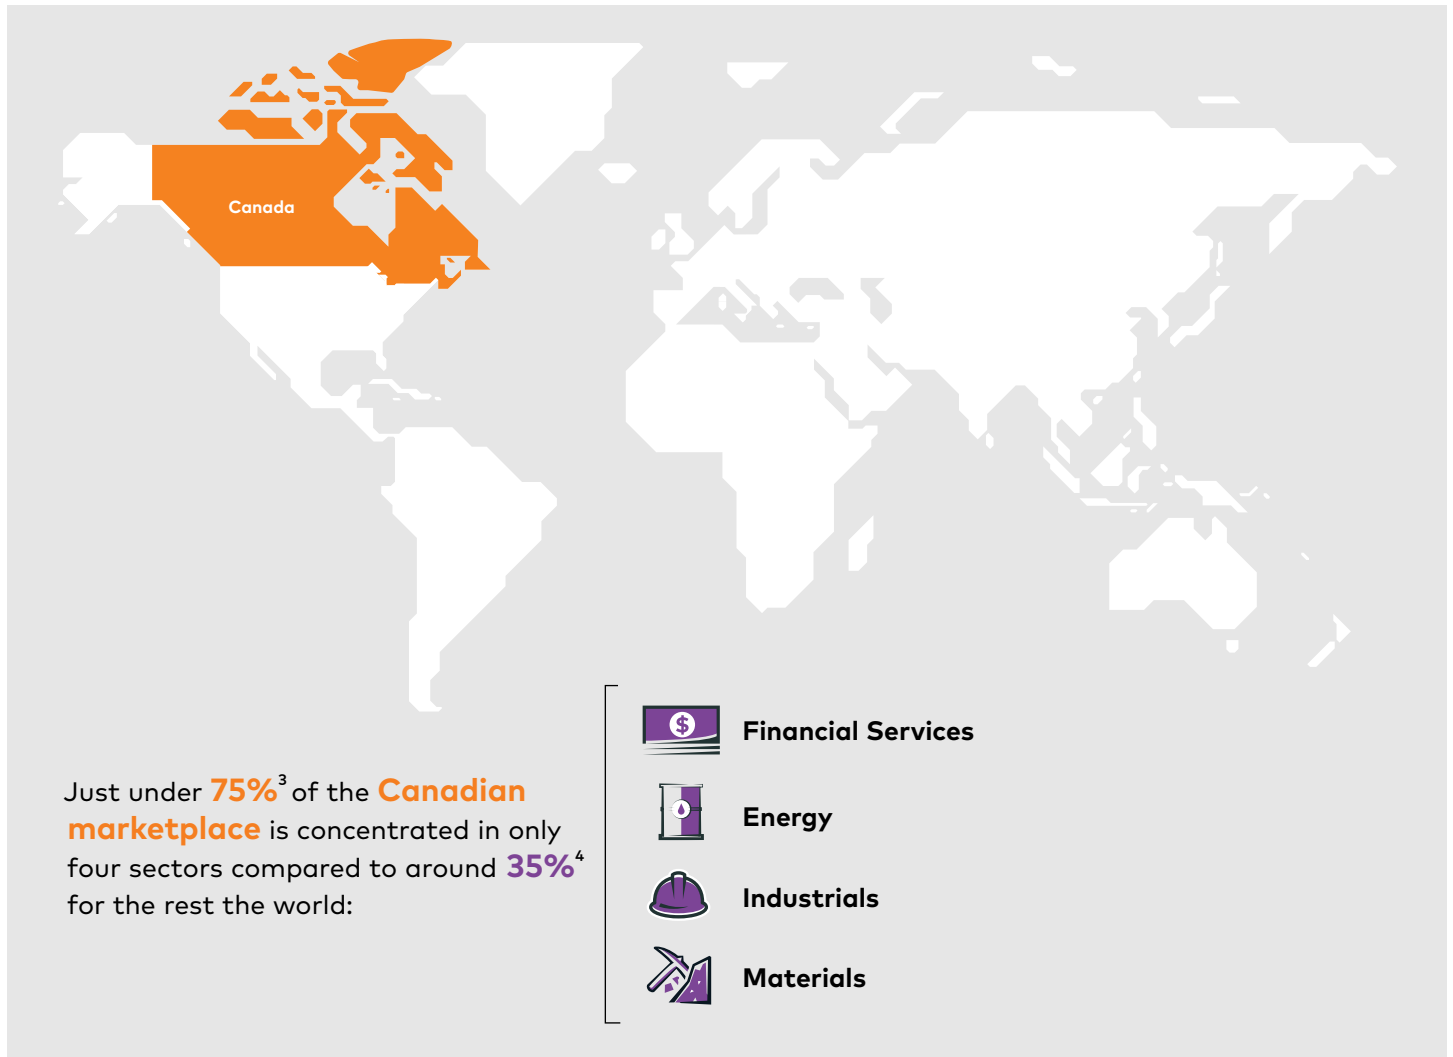 Canada
Just under 75%³ of the Canadian
marketplace is concentrated in only
four sectors compared to around 35%⁴
for the rest the world:
Financial Services
Energy
Industrials
Materials